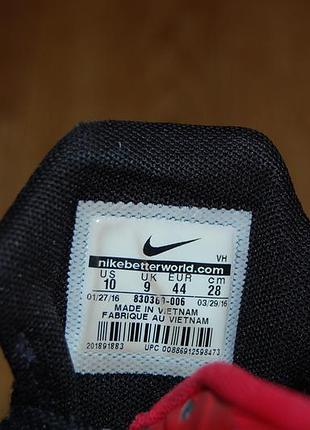 VH
nikebetterworld.com
US UK EUR cm
10 9 44 28
01/27/16 830369-006 03/29/16
MADE IN VIETNAM
FABRIQUE AU VIETNAM
201891883 UPC 00886912598473